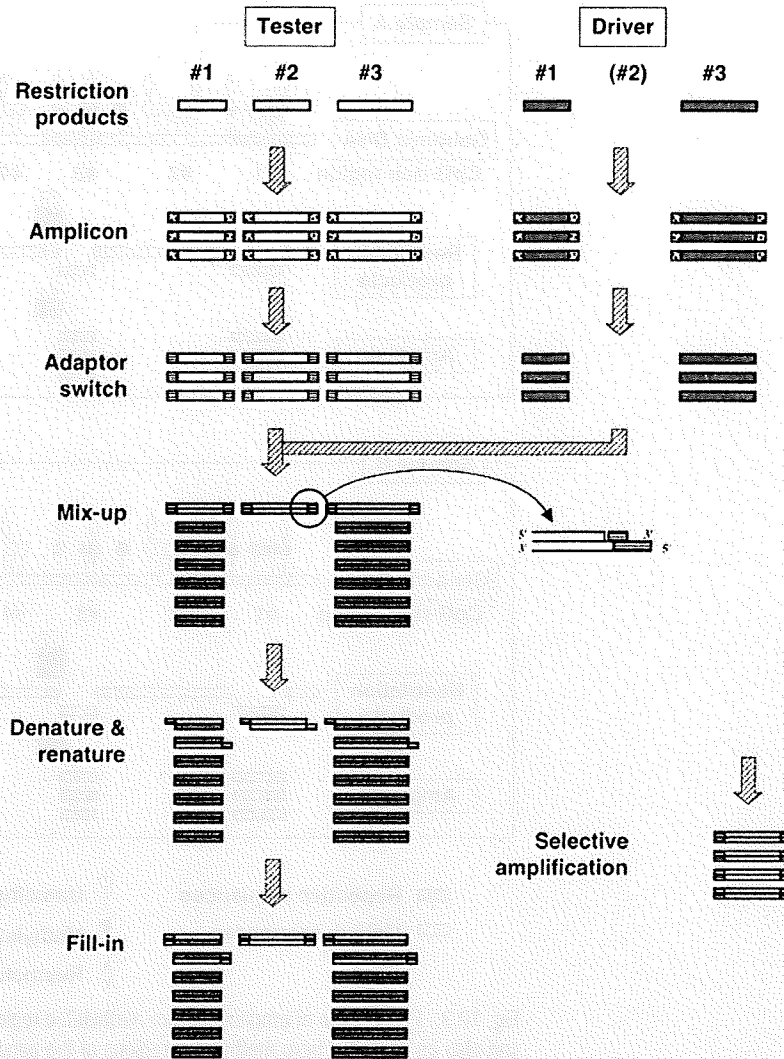 Tester
Driver
#1 #2 #3
#1 (#2) #3
Restriction
products
Amplicon
Adaptor
switch
Mix-up
5' 3'
3' 5'
Denature &
renature
Selective
amplification
Fill-in